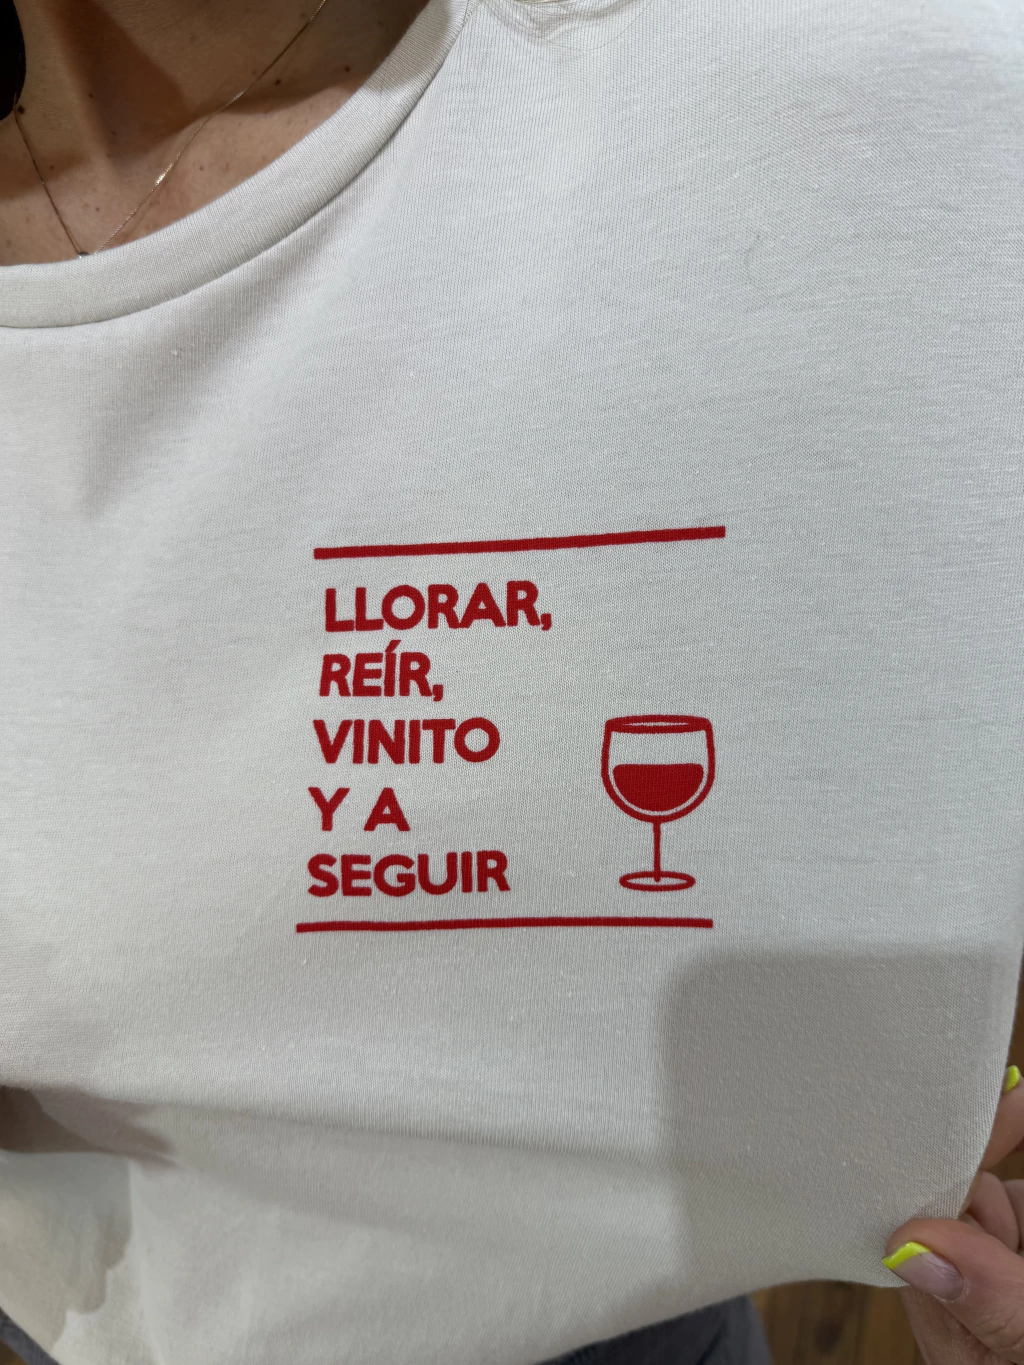 LLORAR,
REÍR,
VINITO
Y A
SEGUIR